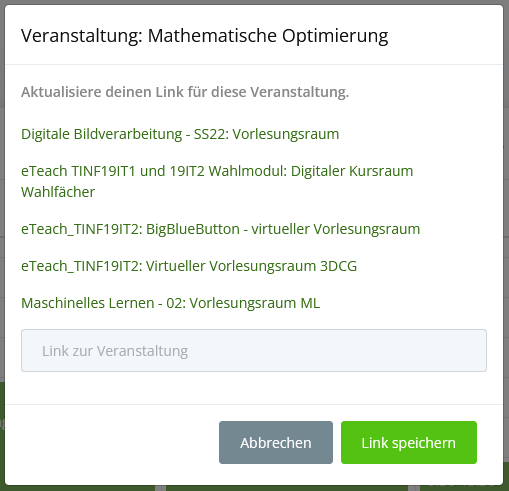 Veranstaltung: Mathematische Optimierung
Aktualisiere deinen Link für diese Veranstaltung.
Digitale Bildverarbeitung - SS22: Vorlesungsraum
eTeach TINF19IT1 und 19IT2 Wahlmodul: Digitaler Kursraum
Wahlfächer
eTeach_TINF19IT2: BigBlueButton - virtueller Vorlesungsraum
eTeach_TINF19IT2: Virtueller Vorlesungsraum 3DCG
Maschinelles Lernen - 02: Vorlesungsraum ML
Link zur Veranstaltung
Abbrechen Link speichern